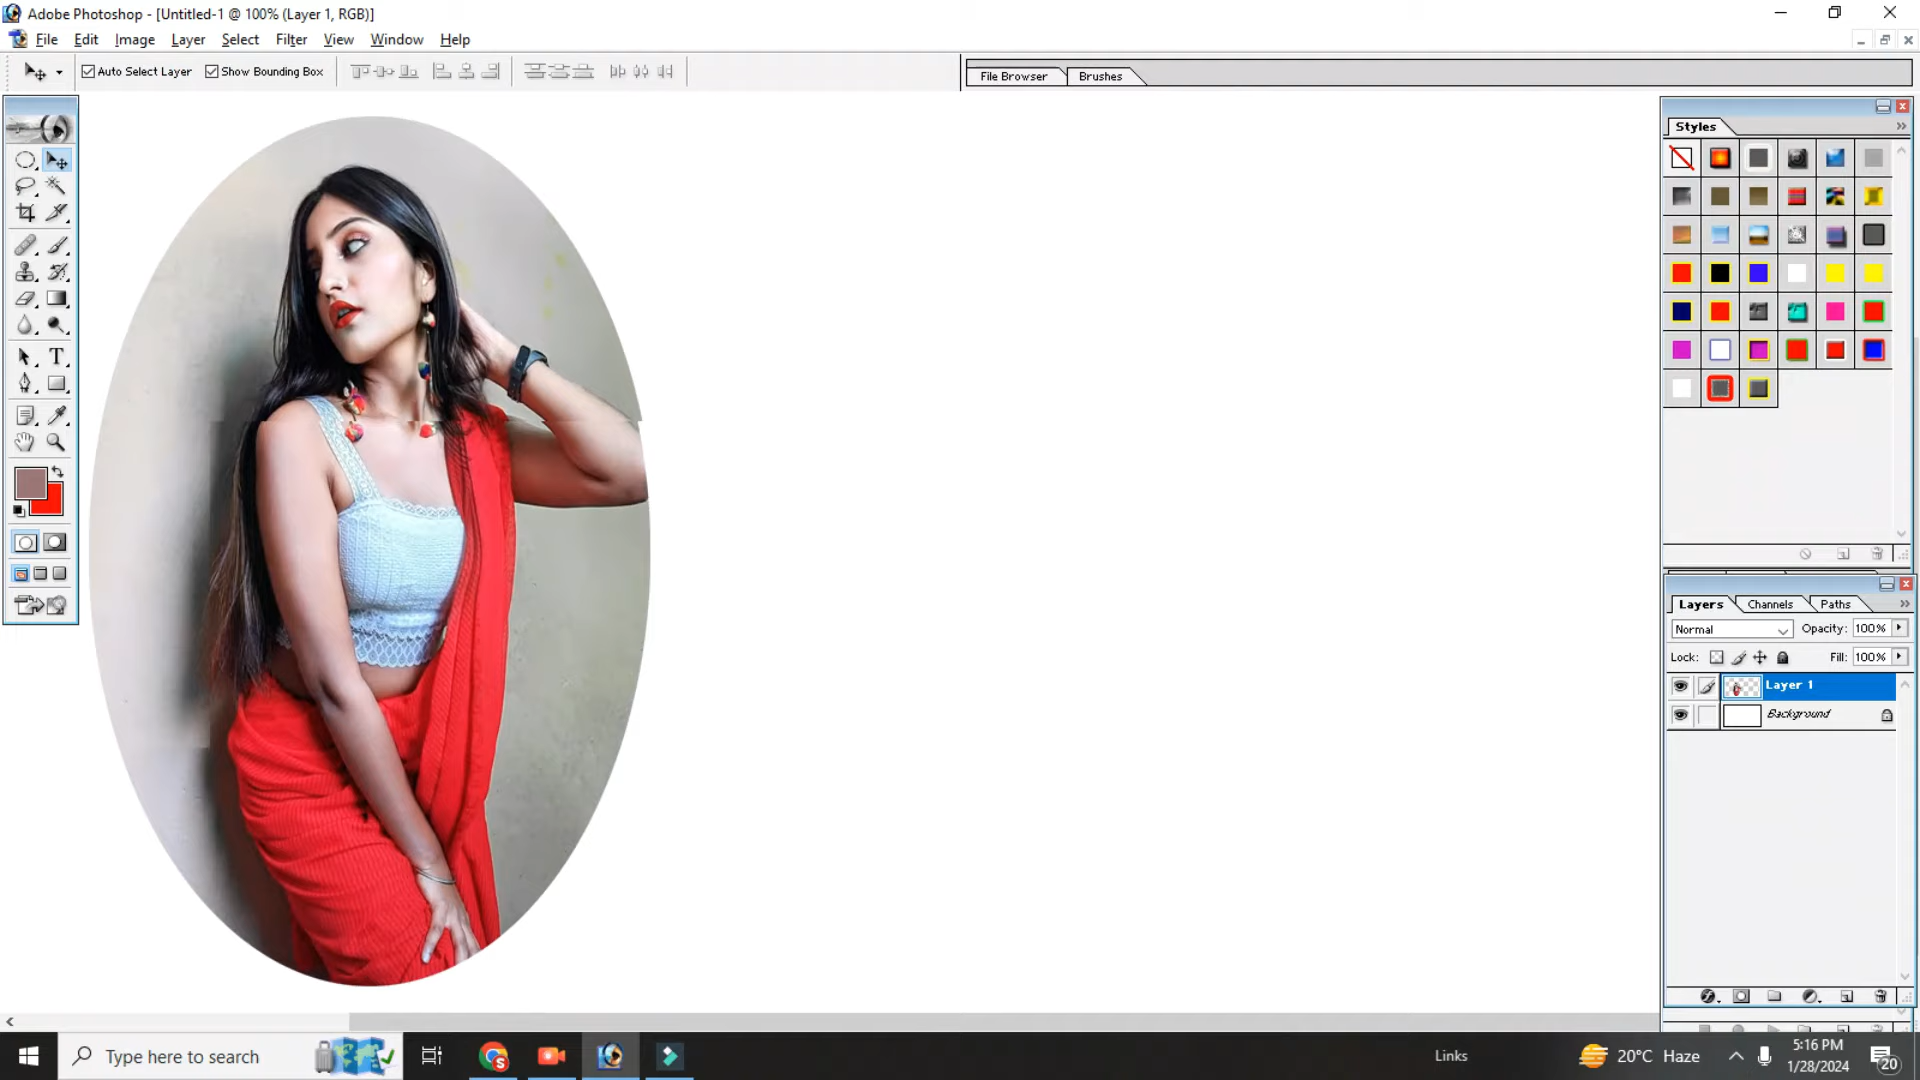 Adobe Photoshop - [Untitled-1 @ 100% (Layer 1, RGB)]
File Edit Image Layer Select Filter View Window Help
Auto Select Layer Show Bounding Box File Browser Brushes
Styles
Layers Channels Paths
Normal Opacity: 100%
Lock: Fill: 100%
Layer 1
Background
Type here to search
Links 20°C Haze
5:16 PM
1/28/2024
20